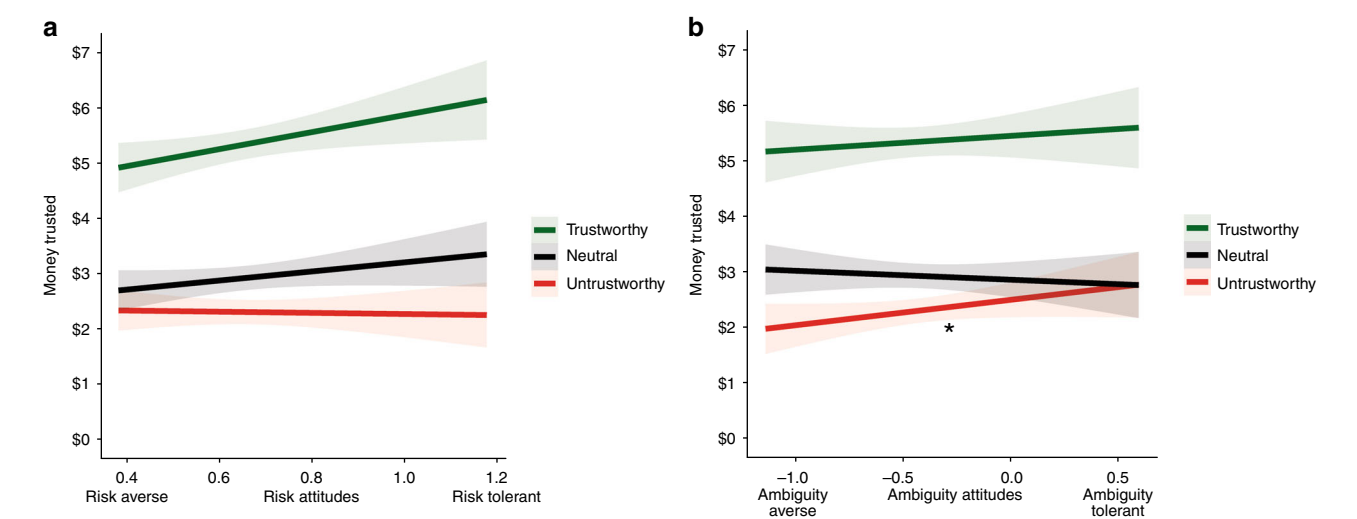 a
$7
$6
$5
$4
$3
$2
$1
$0
Money trusted
0.4
0.6
0.8
1.0
1.2
Risk averse
Risk attitudes
Risk tolerant
Trustworthy
Neutral
Untrustworthy
b
$7
$6
$5
$4
$3
$2
$1
$0
Money trusted
*
−1.0
−0.5
0.0
0.5
Ambiguity
averse
Ambiguity attitudes
Ambiguity
tolerant
Trustworthy
Neutral
Untrustworthy